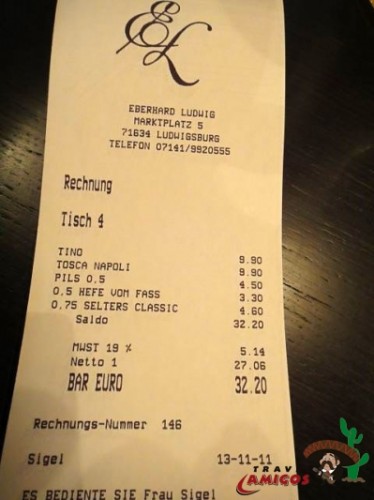 EL
EBERHARD LUDWIG
MARKTPLATZ 5
71634 LUDWIGSBURG
TELEFON 07141/9920555
Rechnung
Tisch 4
TINO 9.90
TOSCA NAPOLI 9.90
PILS 0.5 4.50
0.5 HEFE VOM FASS 3.30
0,75 SELTERS CLASSIC 4.60
Saldo 32.20
MWST 19 % 5.14
Netto 1 27.06
BAR EURO 32.20
Rechnungs-Nummer 146
Sigel 13-11-11
ES BEDIENTE SIE Frau Sigel
TRAV
AMIGOS